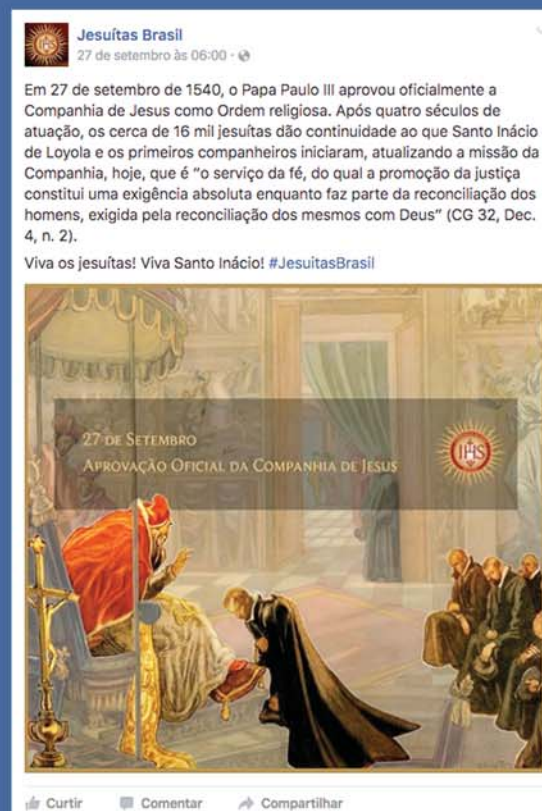 Jesuítas Brasil
27 de setembro às 06:00 ·
Em 27 de setembro de 1540, o Papa Paulo III aprovou oficialmente a
Companhia de Jesus como Ordem religiosa. Após quatro séculos de
atuação, os cerca de 16 mil jesuítas dão continuidade ao que Santo Inácio
de Loyola e os primeiros companheiros iniciaram, atualizando a missão da
Companhia, hoje, que é “o serviço da fé, do qual a promoção da justiça
constitui uma exigência absoluta enquanto faz parte da reconciliação dos
homens, exigida pela reconciliação dos mesmos com Deus” (CG 32, Dec.
4, n. 2).
Viva os jesuítas! Viva Santo Inácio! #JesuitasBrasil
27 de Setembro
Aprovação Oficial da Companhia de Jesus
IHS
Curtir Comentar Compartilhar